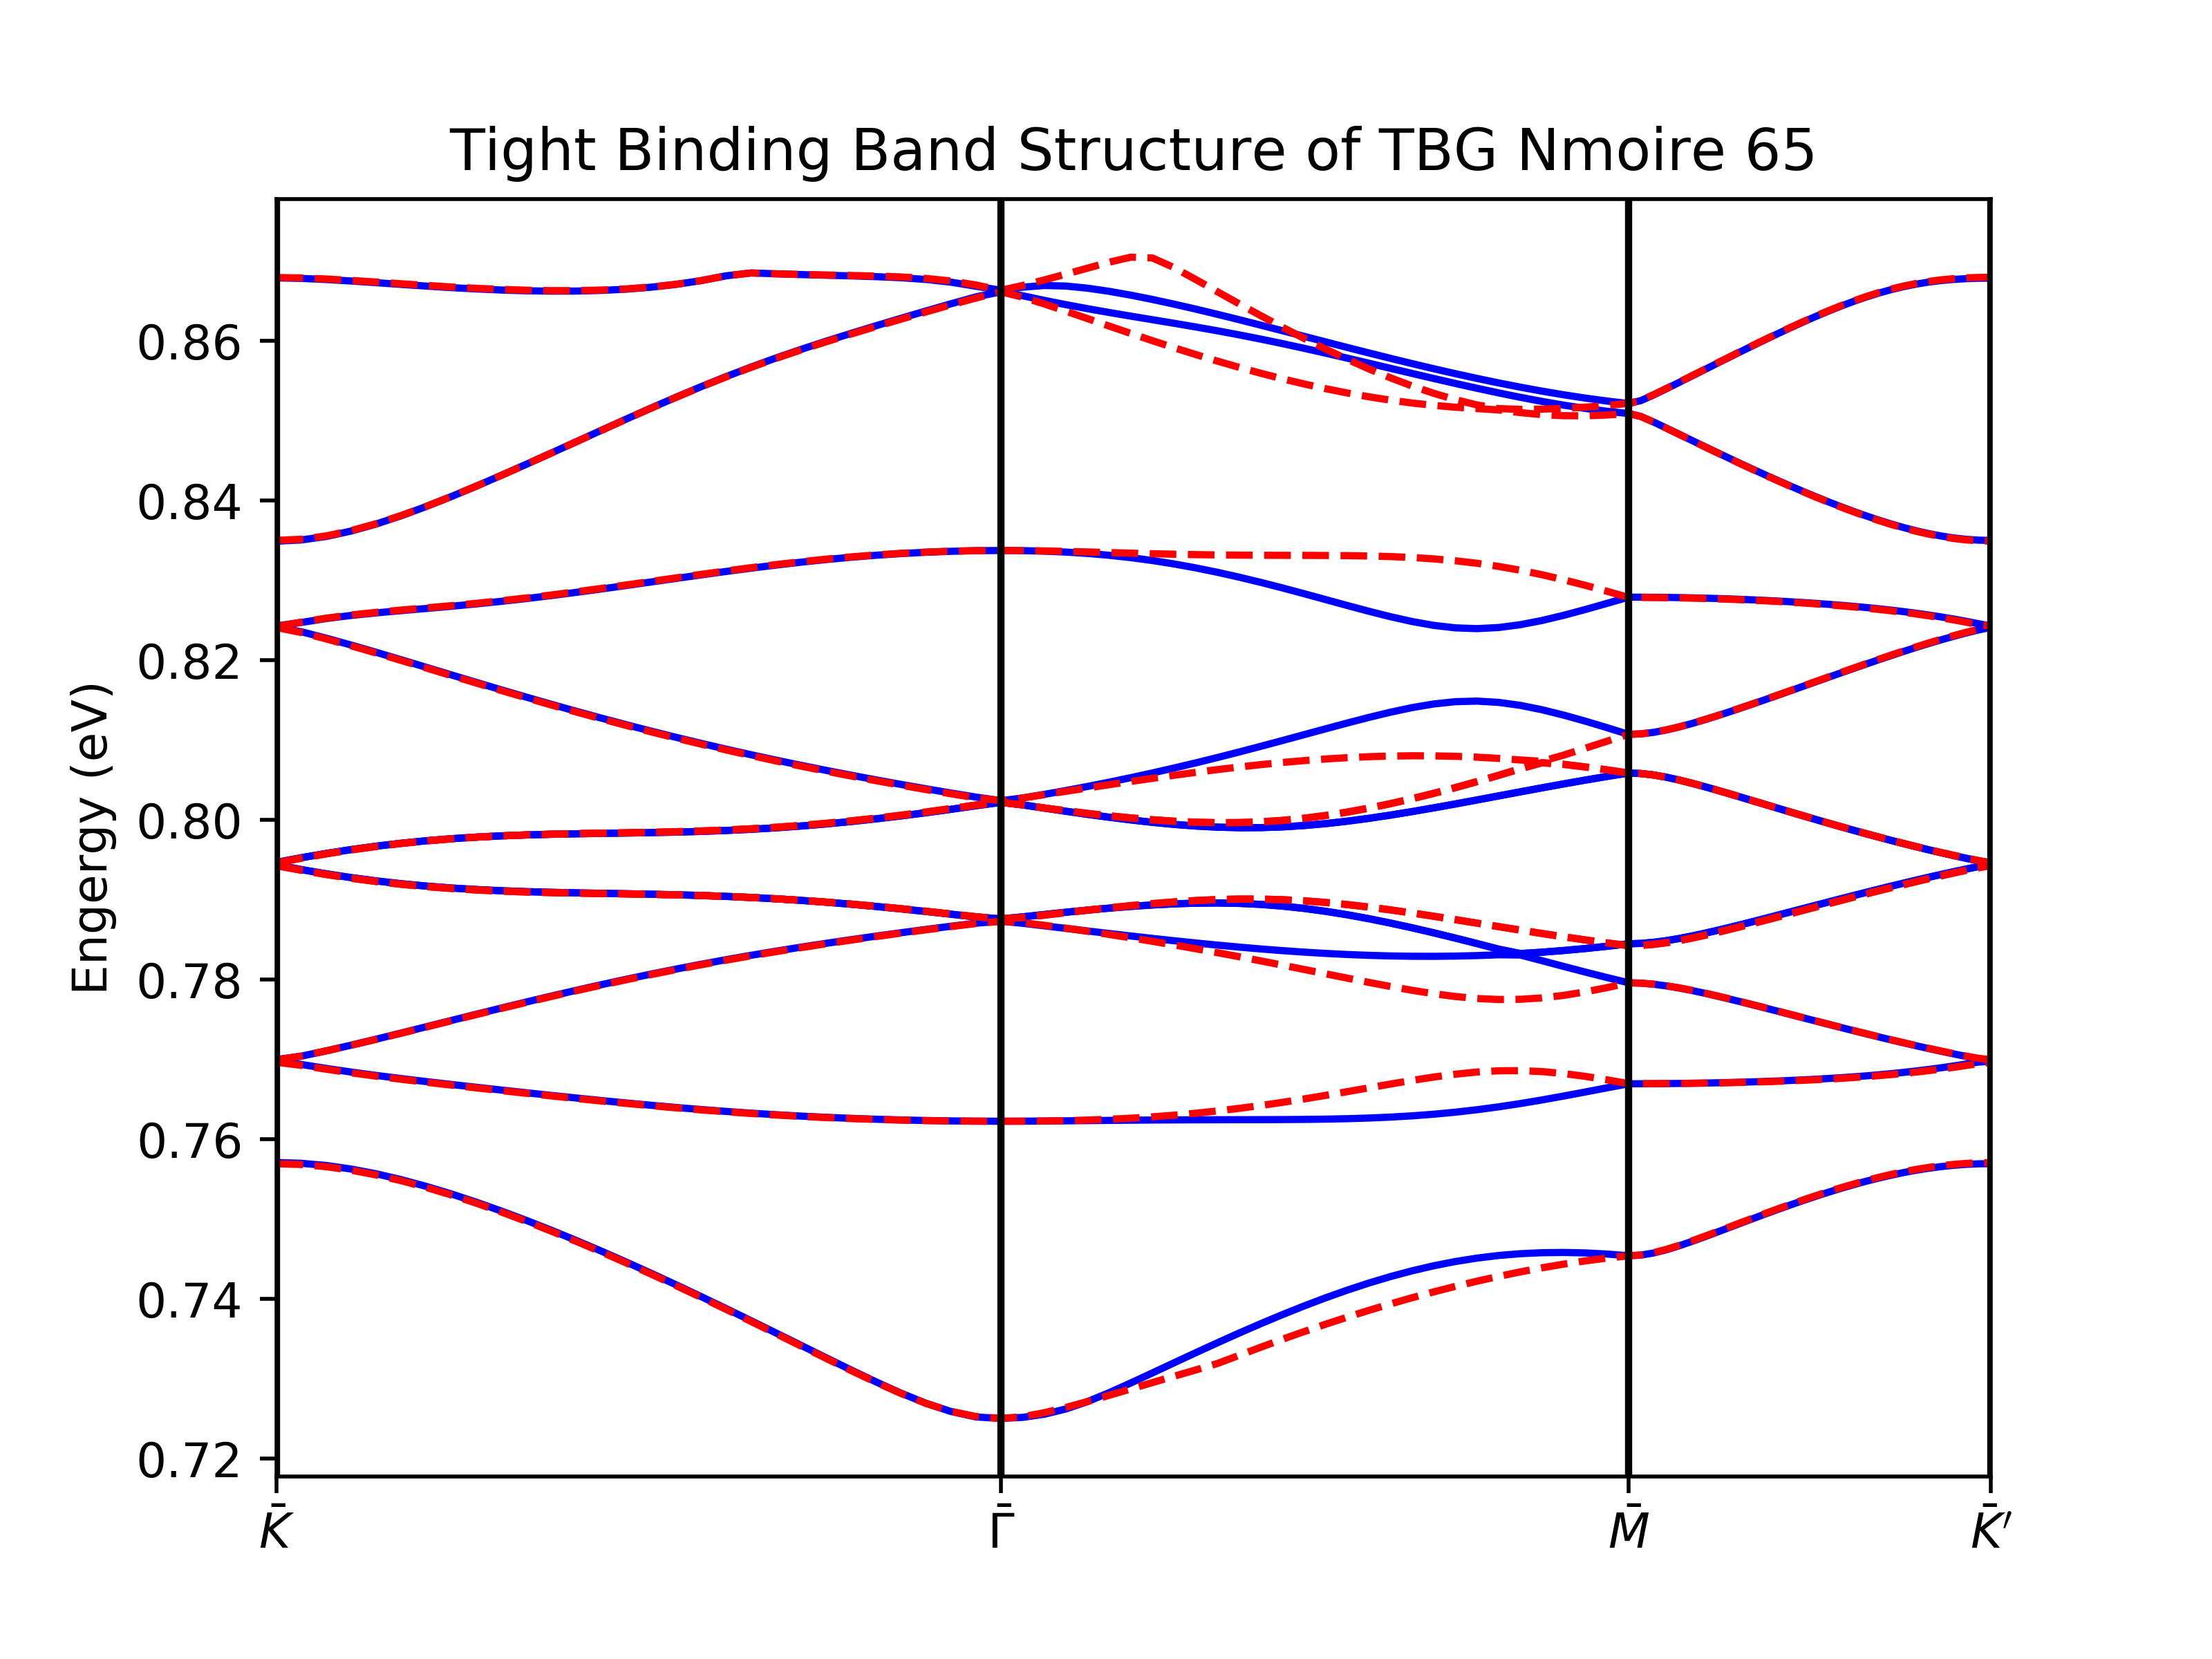 Tight Binding Band Structure of TBG Nmoire 65
Engergy (eV)
0.86
0.84
0.82
0.80
0.78
0.76
0.74
0.72
K̄ Γ̄ M̄ K̄′